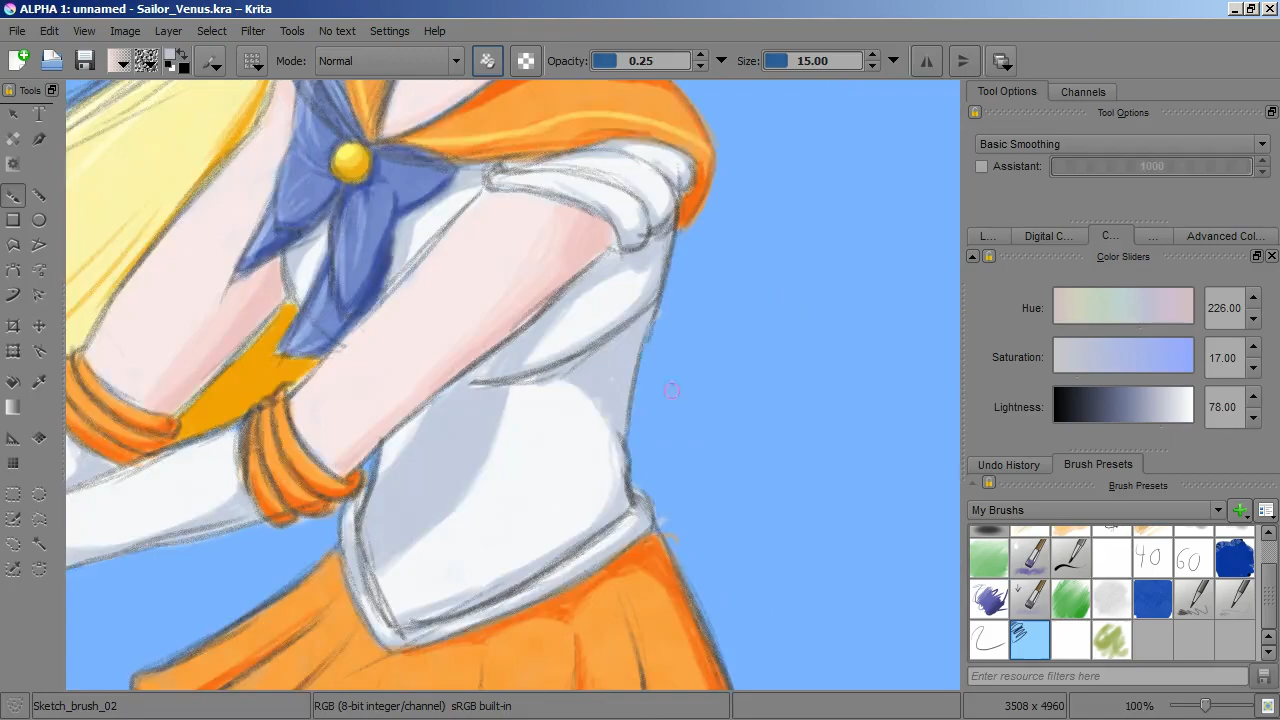 ALPHA 1: unnamed - Sailor_Venus.kra – Krita
File Edit View Image Layer Select Filter Tools No text Settings Help
Mode: Normal Opacity: 0.25 Size: 15.00
Tools
Tool Options Channels
Tool Options
Basic Smoothing
Assistant: 1000
L... Digital C... C... ... Advanced Col...
Color Sliders
Hue: 226.00
Saturation: 17.00
Lightness: 78.00
Undo History Brush Presets
Brush Presets
My Brushes
40 60
Enter resource filters here
Sketch_brush_02 RGB (8-bit integer/channel) sRGB built-in 3508 x 4960 100%